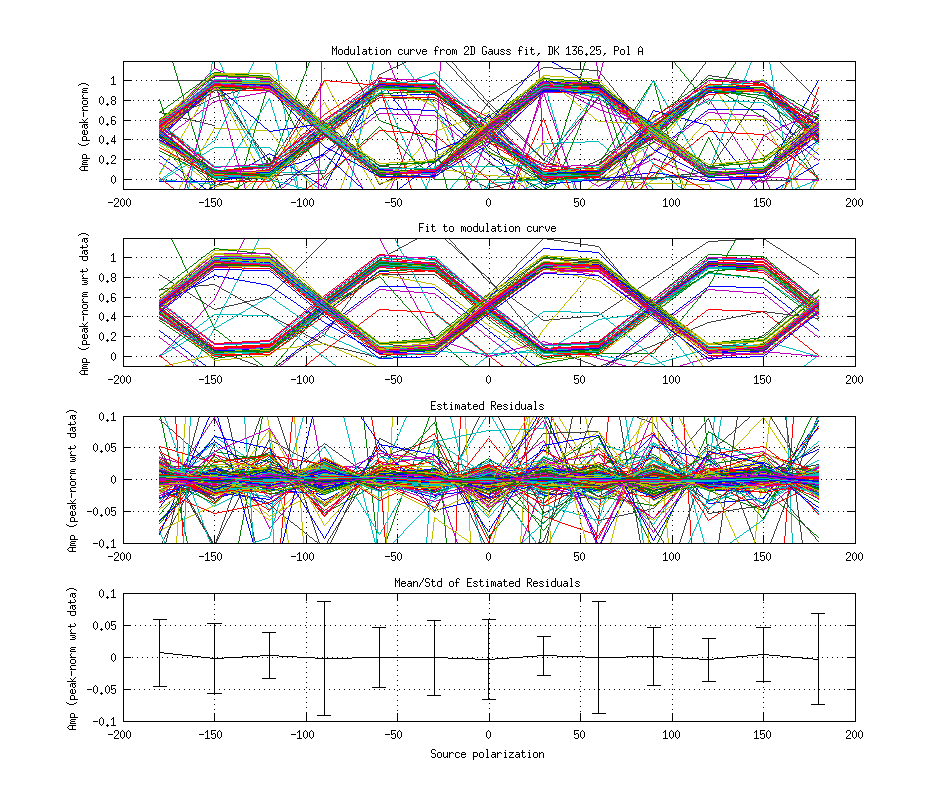 Modulation curve from 2D Gauss fit, DK 136.25, Pol A
Amp (peak-norm)
1
0.8
0.6
0.4
0.2
0
-200 -150 -100 -50 0 50 100 150 200
Fit to modulation curve
Amp (peak-norm wrt data)
1
0.8
0.6
0.4
0.2
0
-200 -150 -100 -50 0 50 100 150 200
Estimated Residuals
Amp (peak-norm wrt data)
0.1
0.05
0
-0.05
-0.1
-200 -150 -100 -50 0 50 100 150 200
Mean/Std of Estimated Residuals
Amp (peak-norm wrt data)
0.1
0.05
0
-0.05
-0.1
-200 -150 -100 -50 0 50 100 150 200
Source polarization